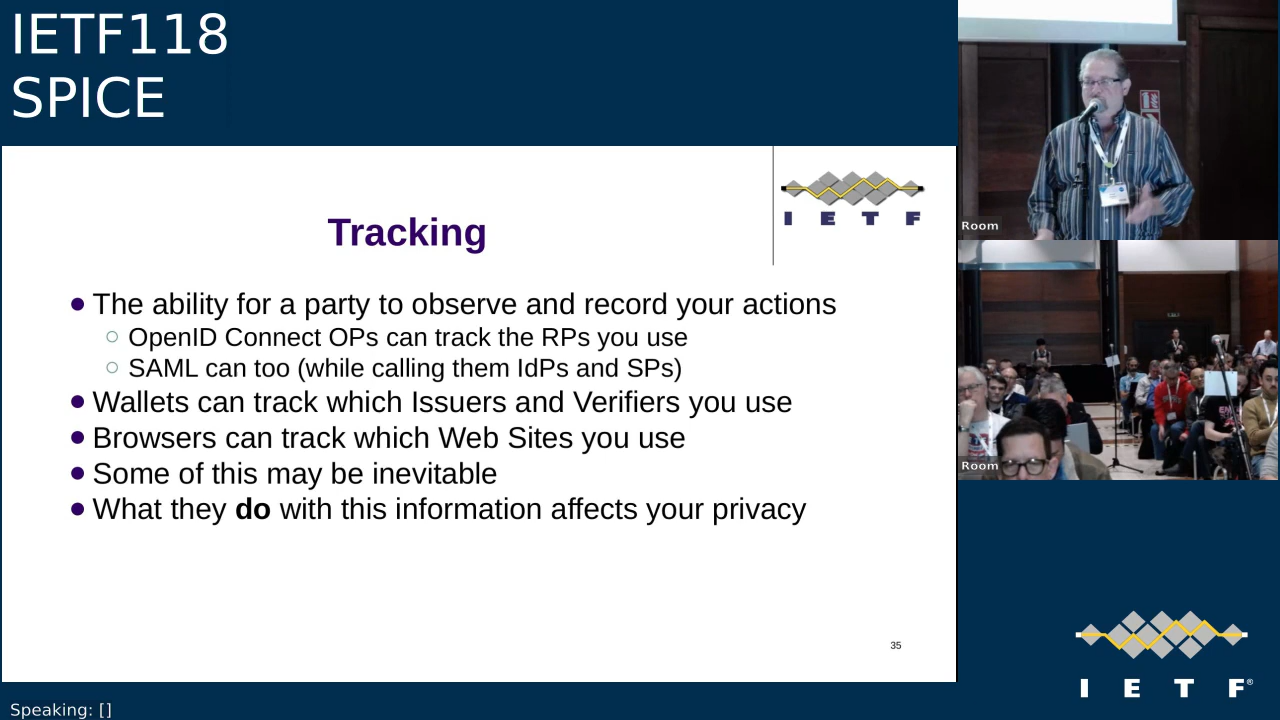 IETF118
SPICE
I E T F
Tracking
The ability for a party to observe and record your actions
OpenID Connect OPs can track the RPs you use
SAML can too (while calling them IdPs and SPs)
Wallets can track which Issuers and Verifiers you use
Browsers can track which Web Sites you use
Some of this may be inevitable
What they do with this information affects your privacy
35
Room
Room
I E T F®
Speaking: []